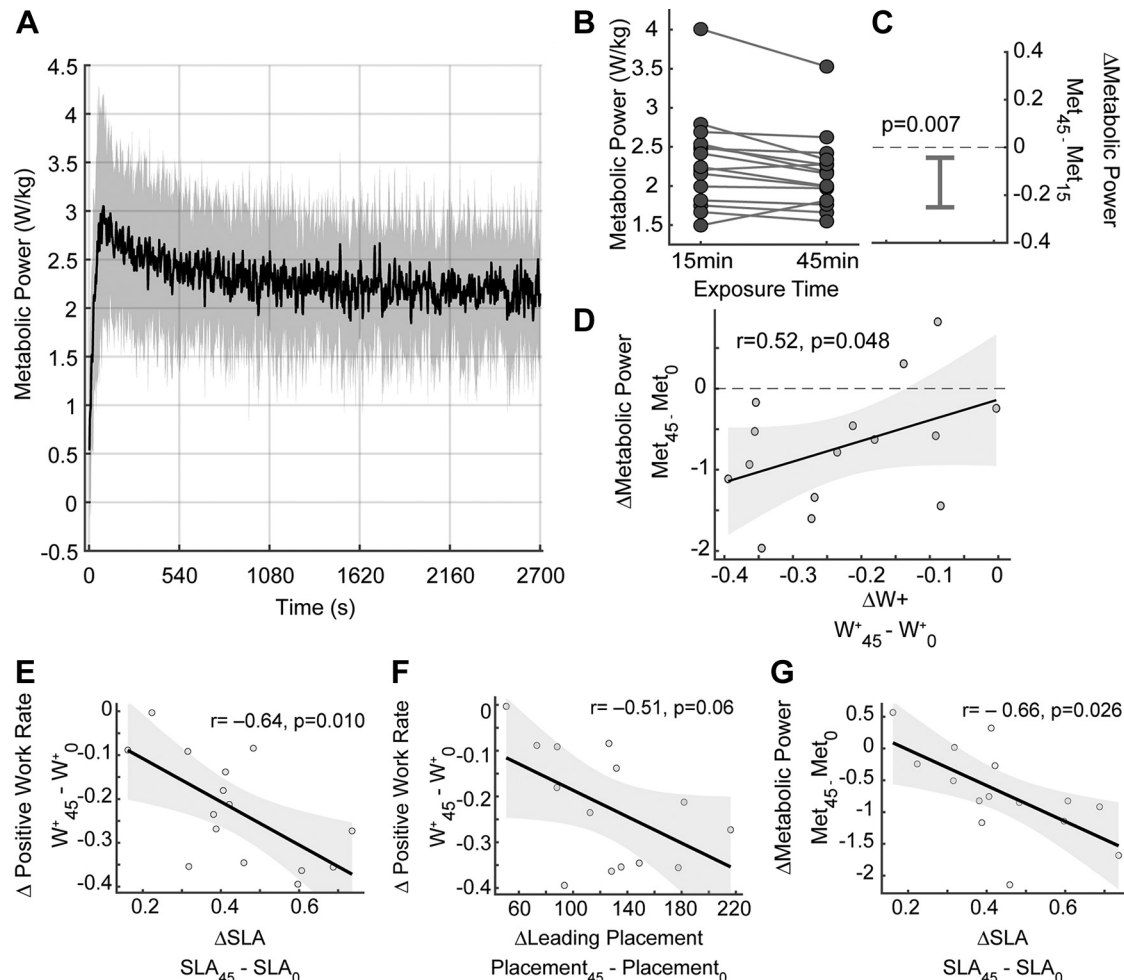 A
Metabolic Power (W/kg)
4.5
4
3.5
3
2.5
2
1.5
1
0.5
0
-0.5
0 540 1080 1620 2160 2700
Time (s)
B
Metabolic Power (W/kg)
4
3.5
3
2.5
2
1.5
15min 45min
Exposure Time
C
p=0.007
0.4
0.2
0
-0.2
-0.4
ΔMetabolic Power
Met45 - Met15
D
r=0.52, p=0.048
ΔMetabolic Power
Met45 - Met0
0
-1
-2
-0.4 -0.3 -0.2 -0.1 0
ΔW+
W+45 - W+0
E
r= –0.64, p=0.010
Δ Positive Work Rate
W+45 - W+0
0
-0.1
-0.2
-0.3
-0.4
0.2 0.4 0.6
ΔSLA
SLA45 - SLA0
F
r= –0.51, p=0.06
Δ Positive Work Rate
W+45 - W+0
0
-0.1
-0.2
-0.3
-0.4
60 100 140 180 220
ΔLeading Placement
Placement45 - Placement0
G
r= – 0.66, p=0.026
ΔMetabolic Power
Met45 - Met0
0.5
0
-0.5
-1
-1.5
-2
0.2 0.4 0.6
ΔSLA
SLA45 - SLA0